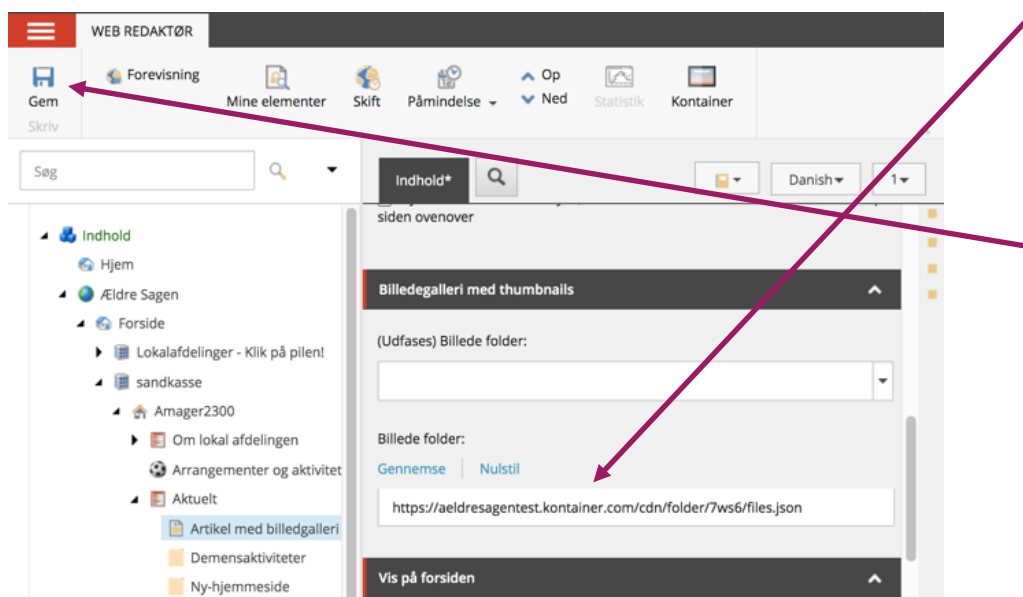 WEB REDAKTØR
Gem
Skriv
Forevisning
Mine elementer
Skift
Påmindelse
Op
Ned
Statistik
Kontainer
Søg
Indhold
Hjem
Ældre Sagen
Forside
Lokalafdelinger - Klik på pilen!
sandkasse
Amager2300
Om lokal afdelingen
Arrangementer og aktivitet
Aktuelt
Artikel med billedgalleri
Demensaktiviteter
Ny-hjemmeside
Indhold*
Danish
1
siden ovenover
Billedegalleri med thumbnails
(Udfases) Billede folder:
Billede folder:
Gennemse
Nulstil
https://aeldresagentest.kontainer.com/cdn/folder/7ws6/files.json
Vis på forsiden